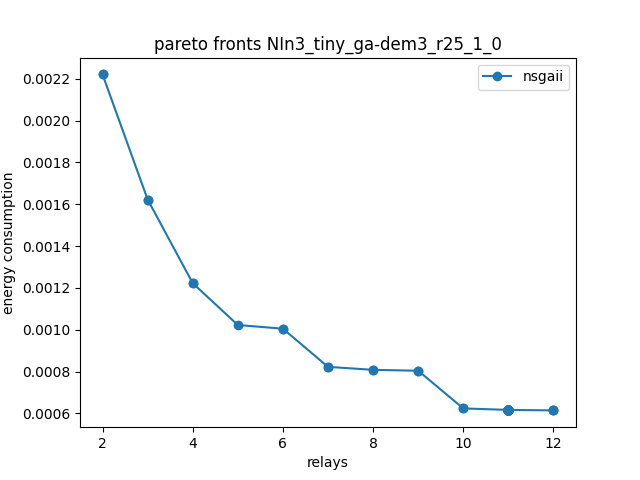 pareto fronts NIn3_tiny_ga-dem3_r25_1_0
nsgaii
0.0022
0.0020
0.0018
0.0016
0.0014
0.0012
0.0010
0.0008
0.0006
energy consumption
2 4 6 8 10 12
relays